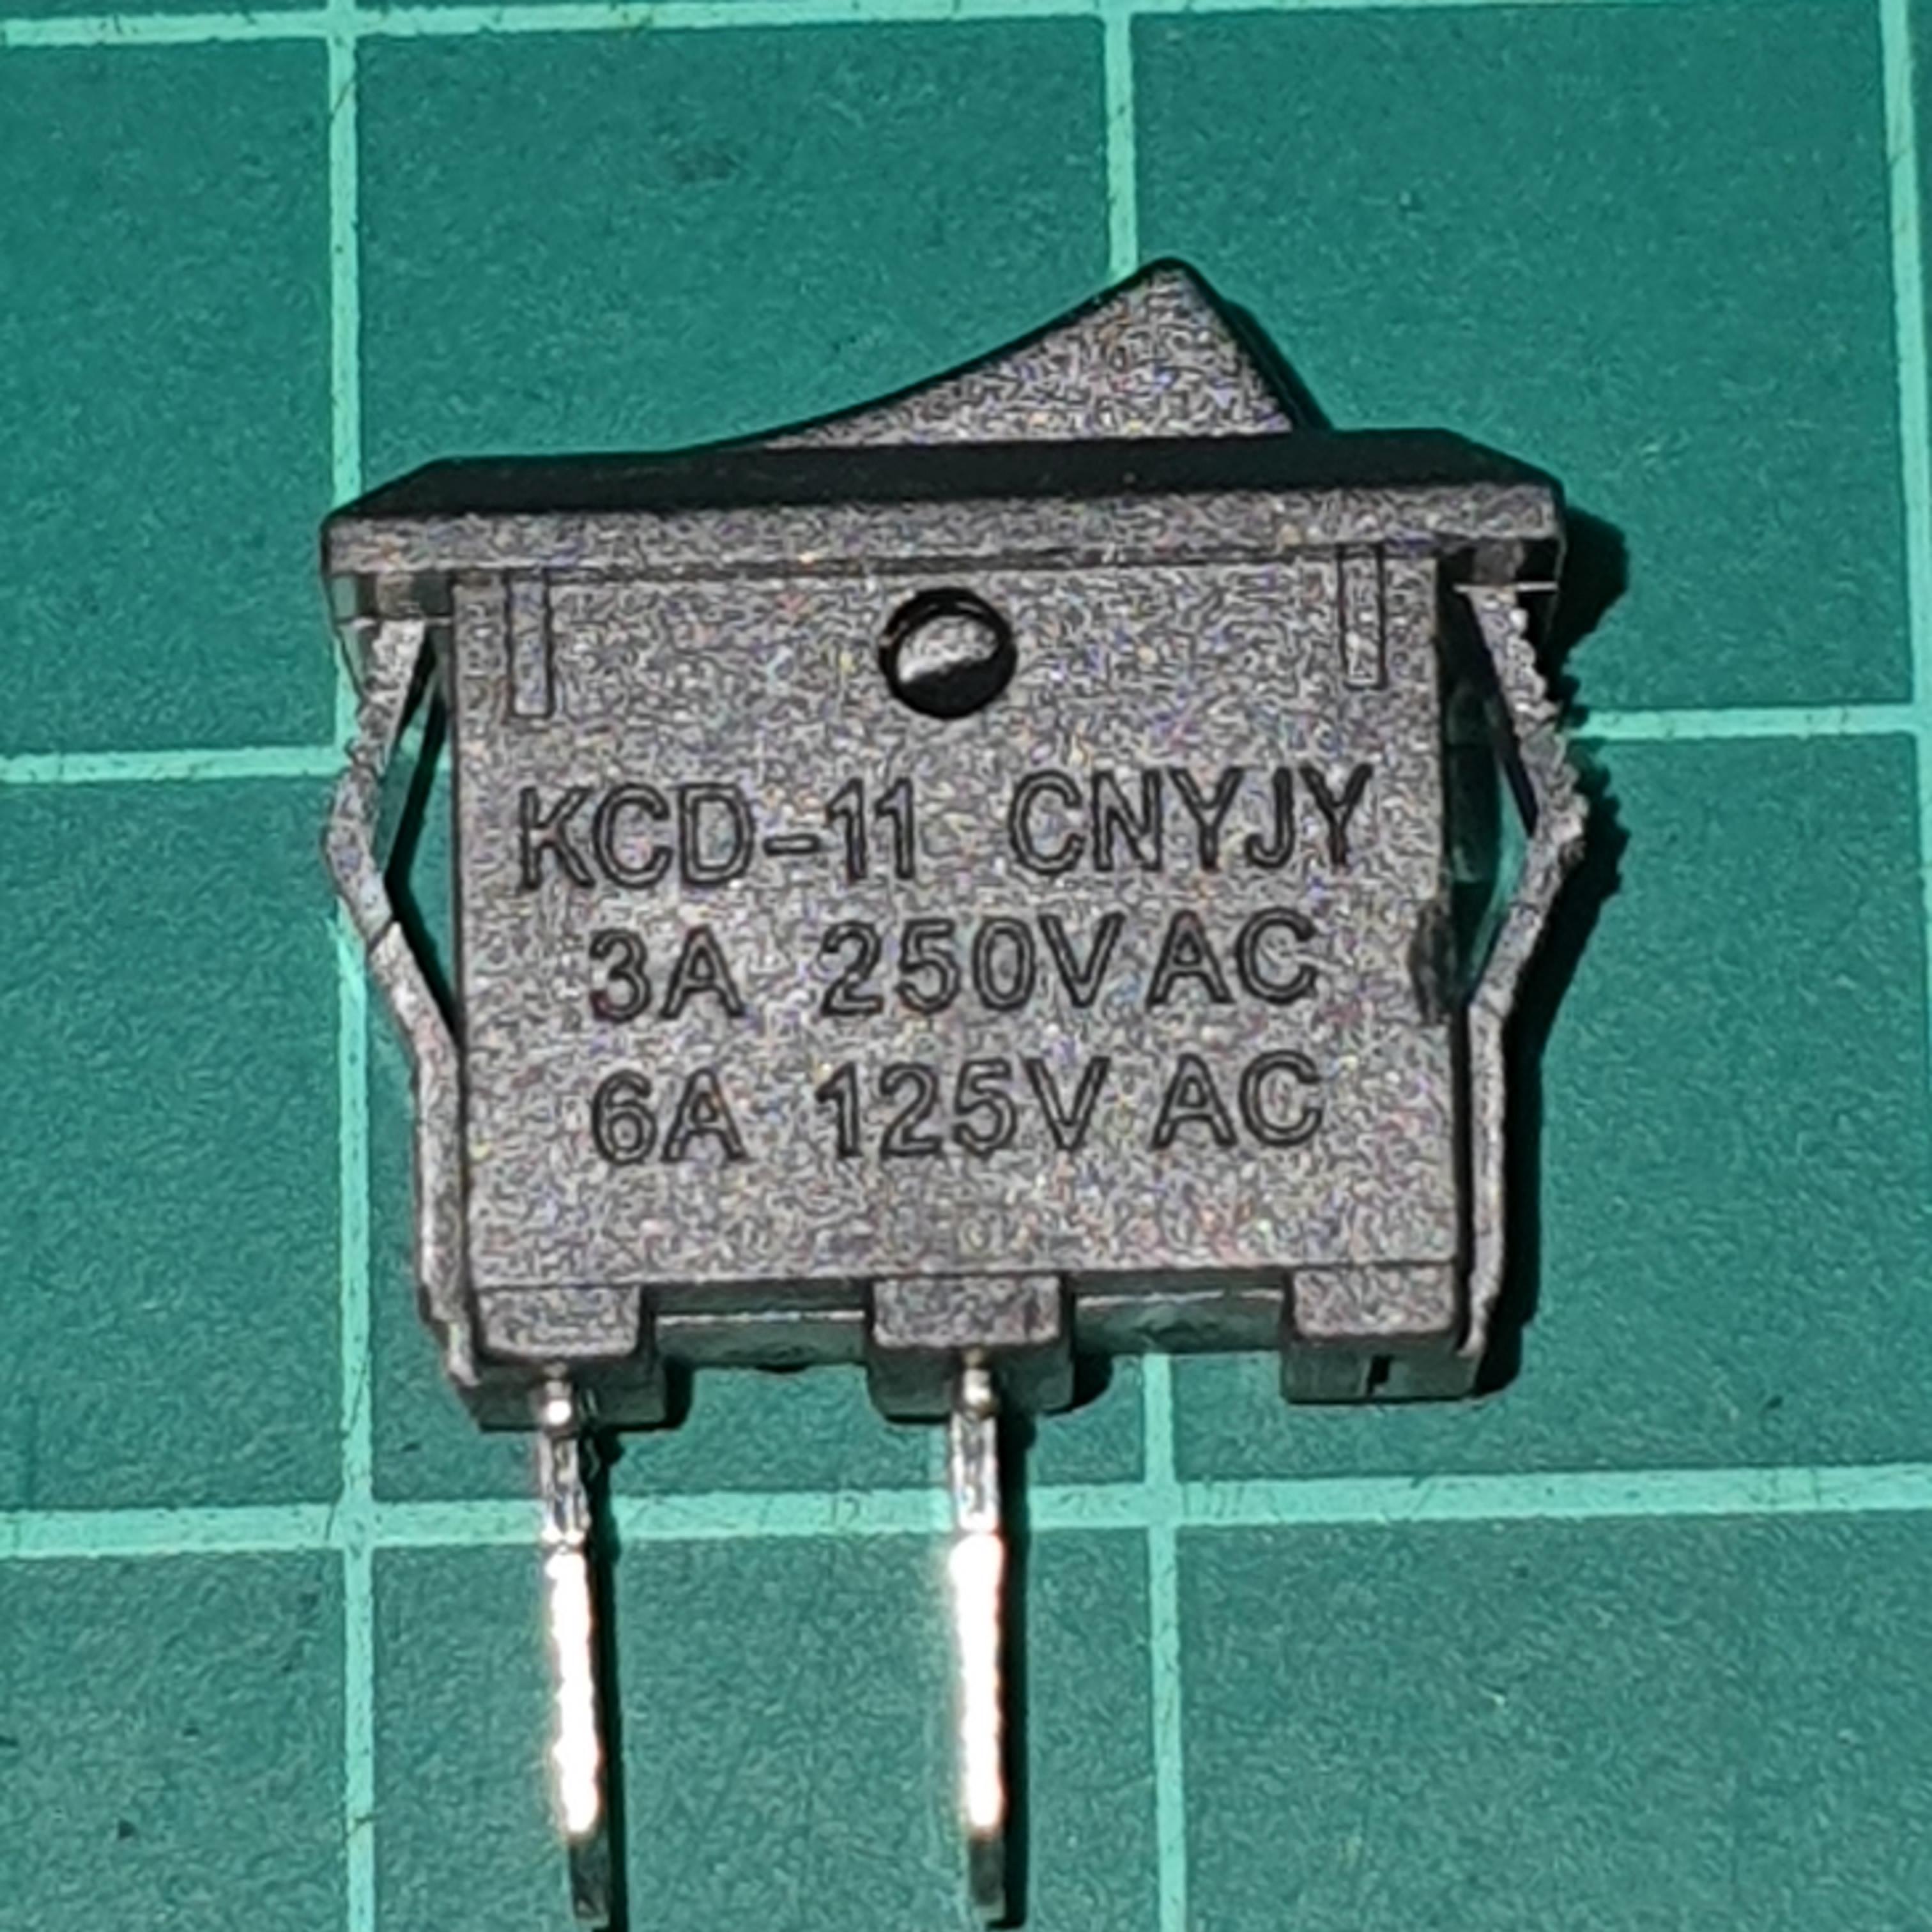 KCD-11 CNYJY
3A 250V AC
6A 125V AC